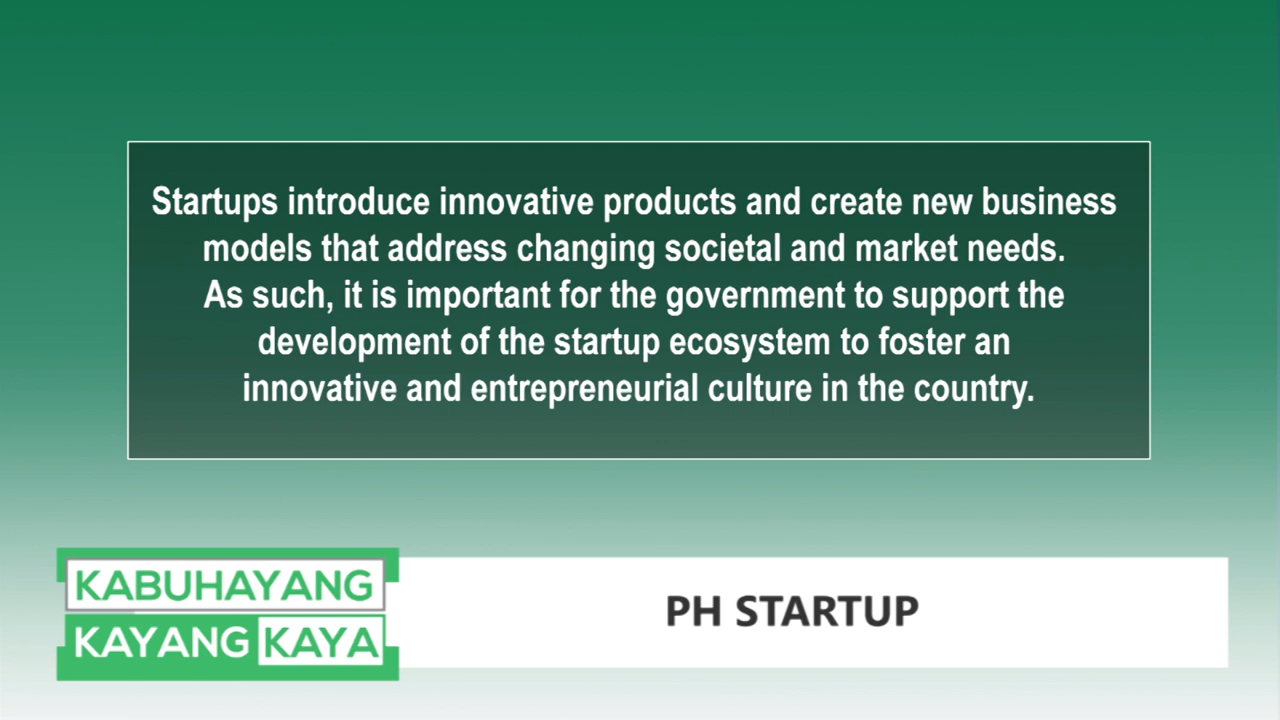 Startups introduce innovative products and create new business
models that address changing societal and market needs.
As such, it is important for the government to support the
development of the startup ecosystem to foster an
innovative and entrepreneurial culture in the country.
KABUHAYANG
KAYANG KAYA
PH STARTUP